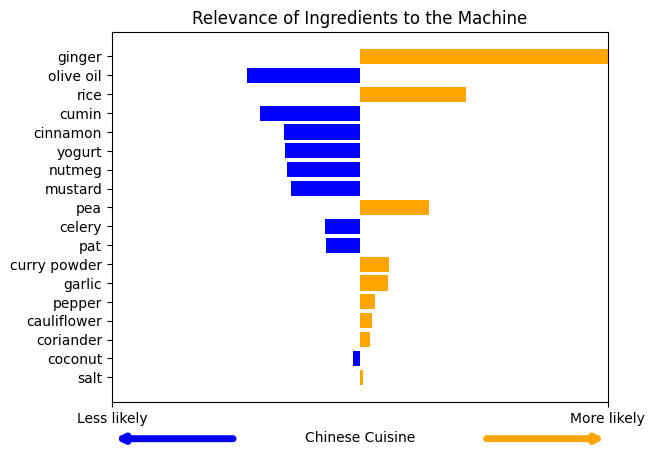 Relevance of Ingredients to the Machine
ginger
olive oil
rice
cumin
cinnamon
yogurt
nutmeg
mustard
pea
celery
pat
curry powder
garlic
pepper
cauliflower
coriander
coconut
salt
Less likely More likely
Chinese Cuisine